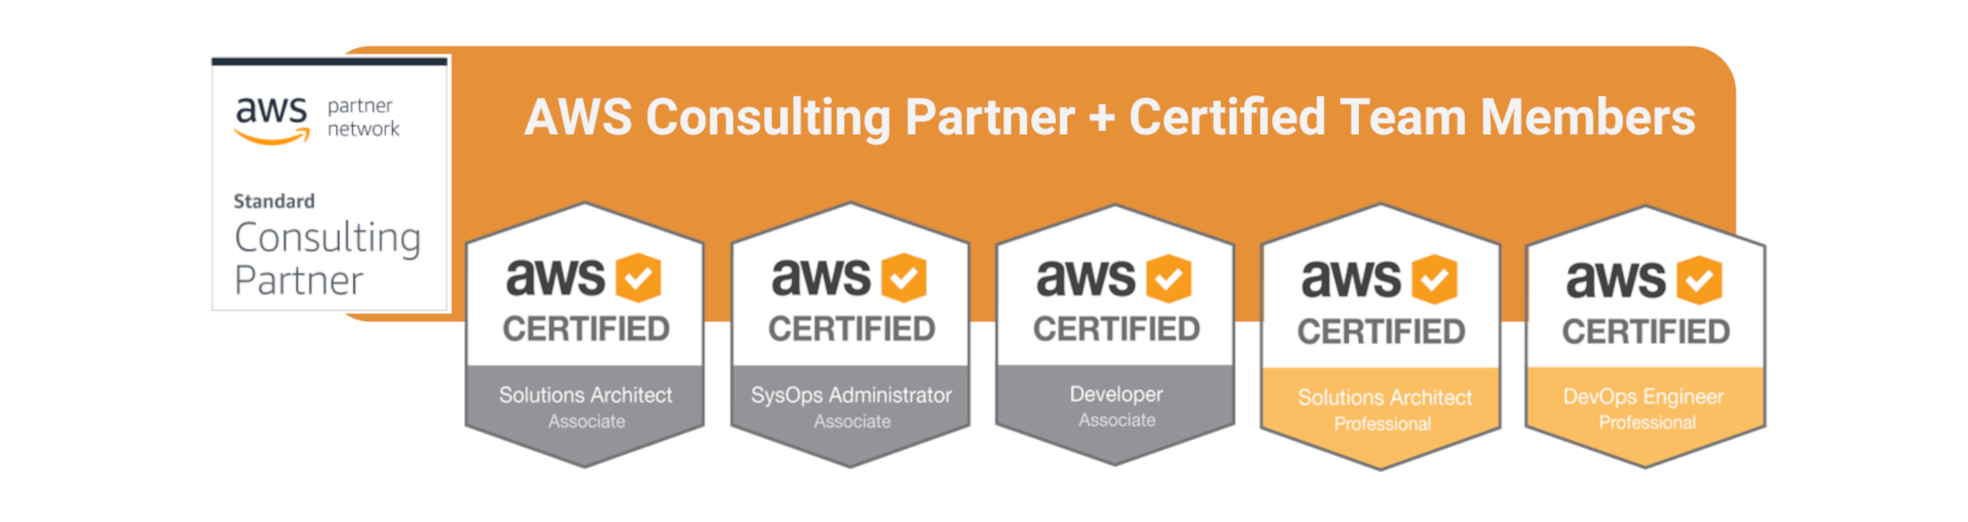 aws partner
network
Standard
Consulting
Partner
AWS Consulting Partner + Certified Team Members
aws
CERTIFIED
Solutions Architect
Associate
aws
CERTIFIED
SysOps Administrator
Associate
aws
CERTIFIED
Developer
Associate
aws
CERTIFIED
Solutions Architect
Professional
aws
CERTIFIED
DevOps Engineer
Professional